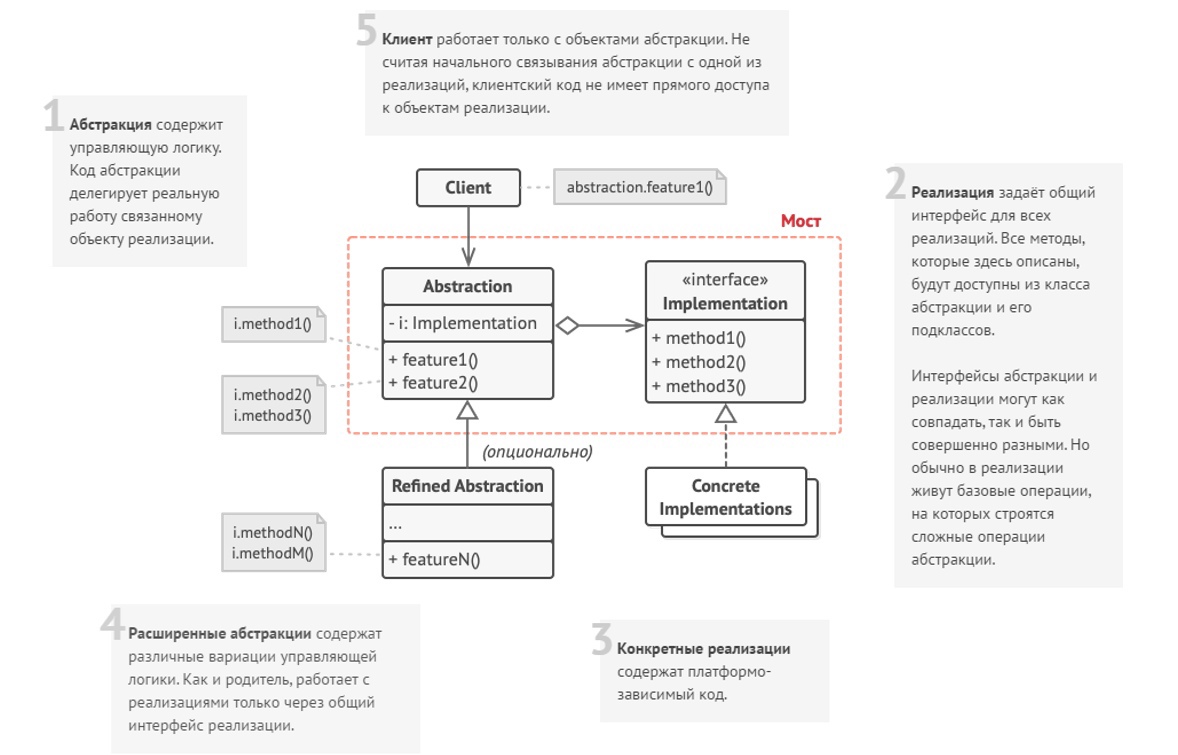 5
Клиент работает только с объектами абстракции. Не
считая начального связывания абстракции с одной из
реализаций, клиентский код не имеет прямого доступа
к объектам реализации.
1
Абстракция содержит
управляющую логику.
Код абстракции
делегирует реальную
работу связанному
объекту реализации.
Client
abstraction.feature1()
Мост
2
Реализация задаёт общий
интерфейс для всех
реализаций. Все методы,
которые здесь описаны,
будут доступны из класса
абстракции и его
подклассов.
Интерфейсы абстракции и
реализации могут как
совпадать, так и быть
совершенно разными. Но
обычно в реализации
живут базовые операции,
на которых строятся
сложные операции
абстракции.
Abstraction
- i: Implementation
+ feature1()
+ feature2()
«interface»
Implementation
+ method1()
+ method2()
+ method3()
i.method1()
i.method2()
i.method3()
(опционально)
Refined Abstraction
...
+ featureN()
Concrete
Implementations
i.methodN()
i.methodM()
4
Расширенные абстракции содержат
различные вариации управляющей
логики. Как и родитель, работает с
реализациями только через общий
интерфейс реализации.
3
Конкретные реализации
содержат платформо-
зависимый код.